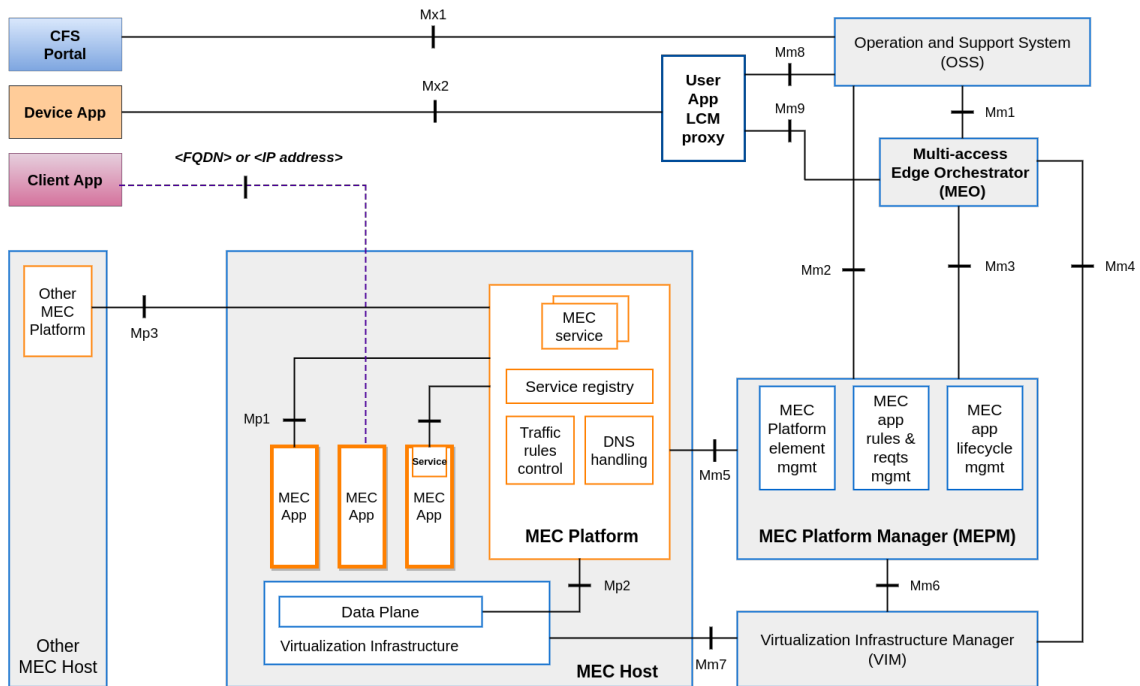 Mx1
CFS
Portal
Operation and Support System
(OSS)
Mm8
User
App
LCM
proxy
Mx2
Device App
Mm9
Mm1
<FQDN> or <IP address>
Client App
Multi-access
Edge Orchestrator
(MEO)
Mm2
Mm3
Mm4
Other
MEC
Platform
Mp3
MEC
service
Service registry
Traffic
rules
control
DNS
handling
MEC Platform
Mp1
MEC
App
MEC
App
Service
MEC
App
Mm5
MEC
Platform
element
mgmt
MEC
app
rules &
reqts
mgmt
MEC
app
lifecycle
mgmt
MEC Platform Manager (MEPM)
Mp2
Mm6
Data Plane
Virtualization Infrastructure
MEC Host
Other
MEC Host
Mm7
Virtualization Infrastructure Manager
(VIM)